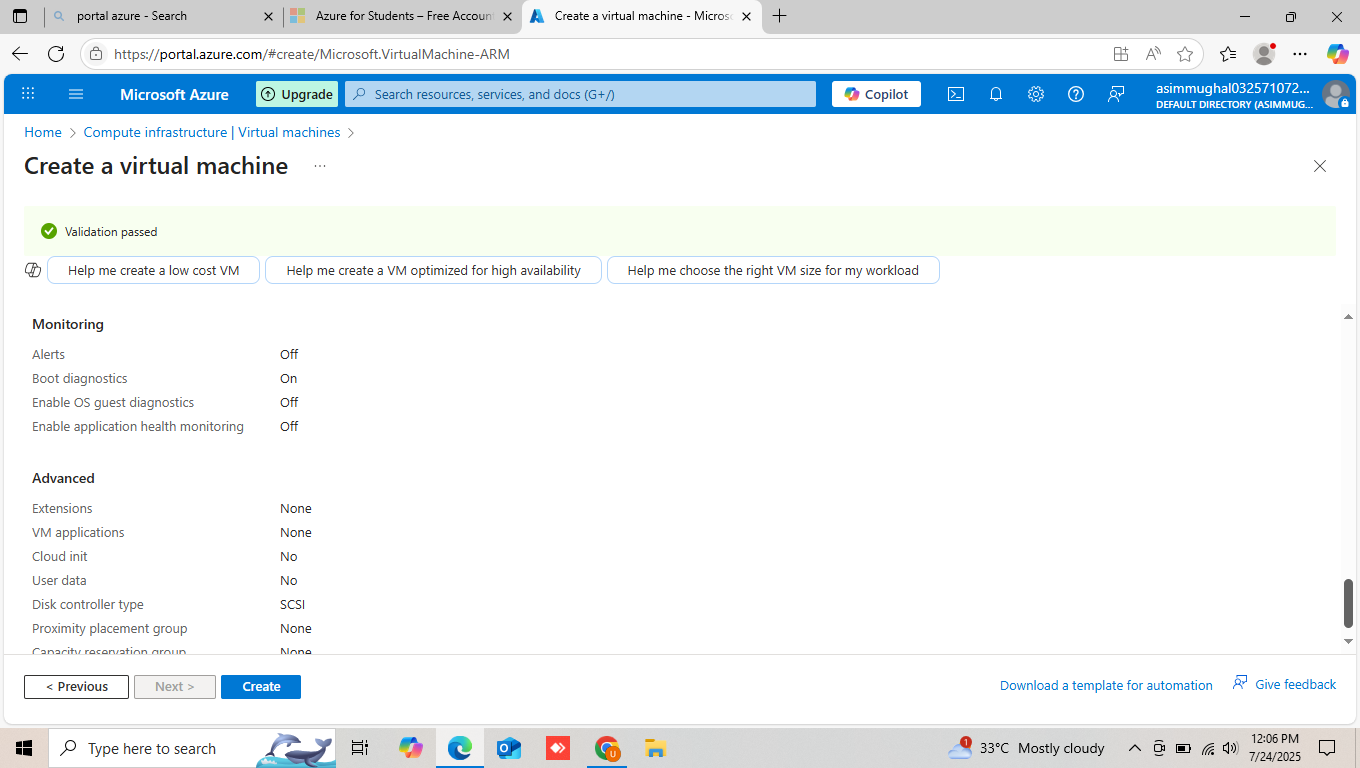 portal azure - Search
Azure for Students – Free Account
Create a virtual machine - Micros
https://portal.azure.com/#create/Microsoft.VirtualMachine-ARM
Microsoft Azure
Upgrade
Search resources, services, and docs (G+/)
Copilot
asimmughal032571072...
DEFAULT DIRECTORY (ASIMMUG...
Home > Compute infrastructure | Virtual machines >
Create a virtual machine ...
Validation passed
Help me create a low cost VM
Help me create a VM optimized for high availability
Help me choose the right VM size for my workload
Monitoring
Alerts Off
Boot diagnostics On
Enable OS guest diagnostics Off
Enable application health monitoring Off
Advanced
Extensions None
VM applications None
Cloud init No
User data No
Disk controller type SCSI
Proximity placement group None
Capacity reservation group None
< Previous
Next >
Create
Download a template for automation
Give feedback
Type here to search
1
33°C Mostly cloudy
12:06 PM
7/24/2025